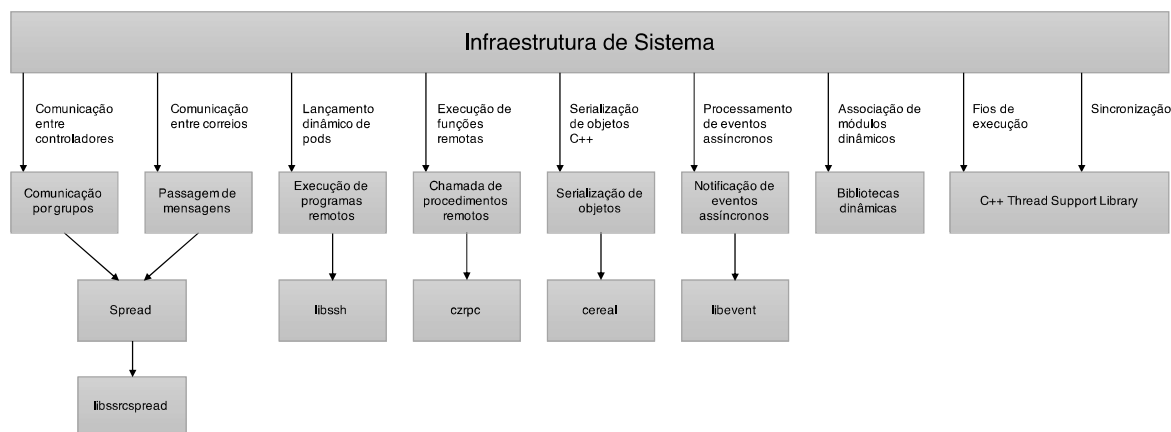 Infraestrutura de Sistema
Comunicação
entre
controladores
Comunicação
entre correios
Lançamento
dinâmico de
pods
Execução de
funções
remotas
Serialização
de objetos
C++
Processamento
de eventos
assíncronos
Associação de
módulos
dinâmicos
Fios de
execução
Sincronização
Comunicação
por grupos
Passagem de
mensagens
Execução de
programas
remotos
Chamada de
procedimentos
remotos
Serialização de
objetos
Notificação de
eventos
assíncronos
Bibliotecas
dinâmicas
C++ Thread Support Library
Spread
libssh
czrpc
cereal
libevent
libssrcspread